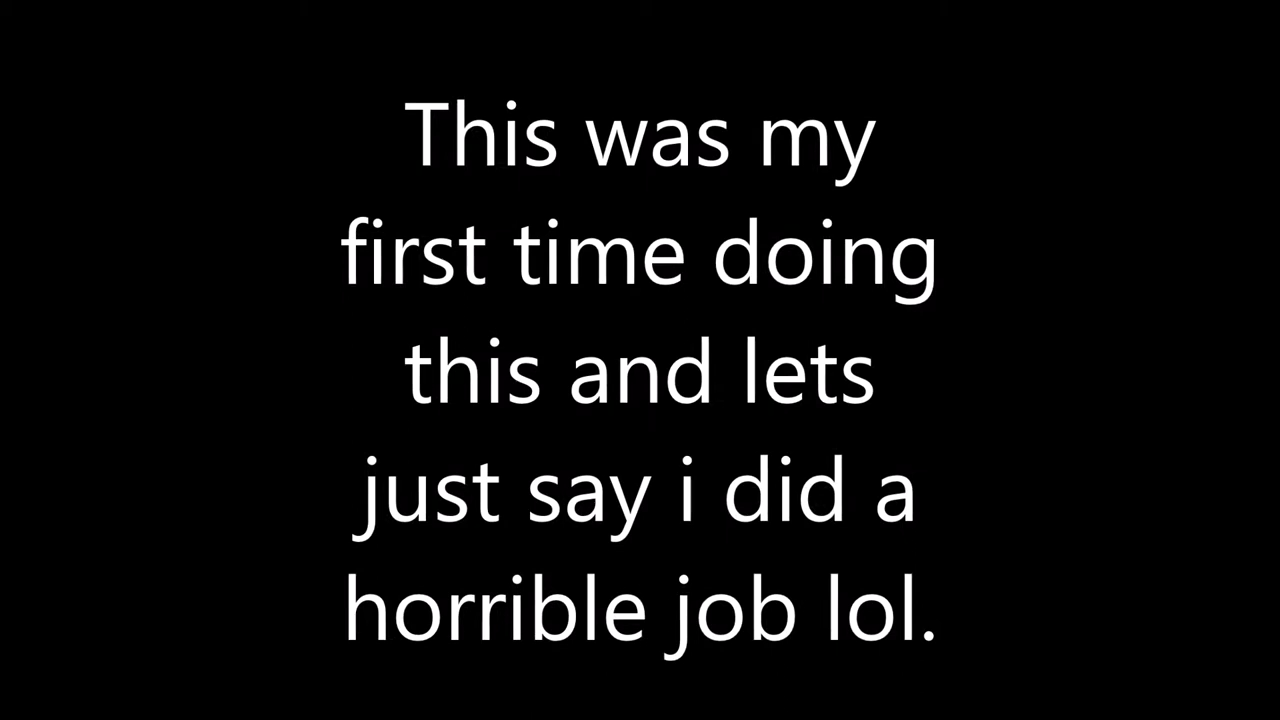 This was my
first time doing
this and lets
just say i did a
horrible job lol.